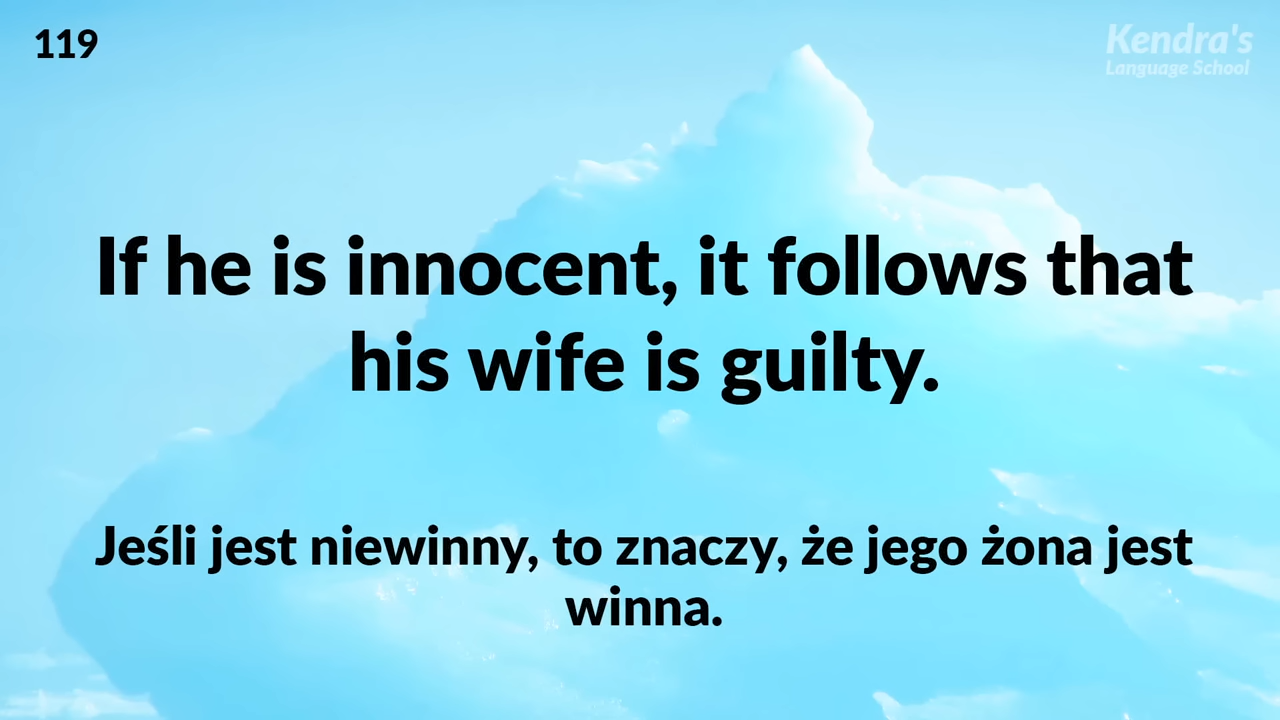 119
Kendra's
Language School
If he is innocent, it follows that
his wife is guilty.
Jeśli jest niewinny, to znaczy, że jego żona jest
winna.